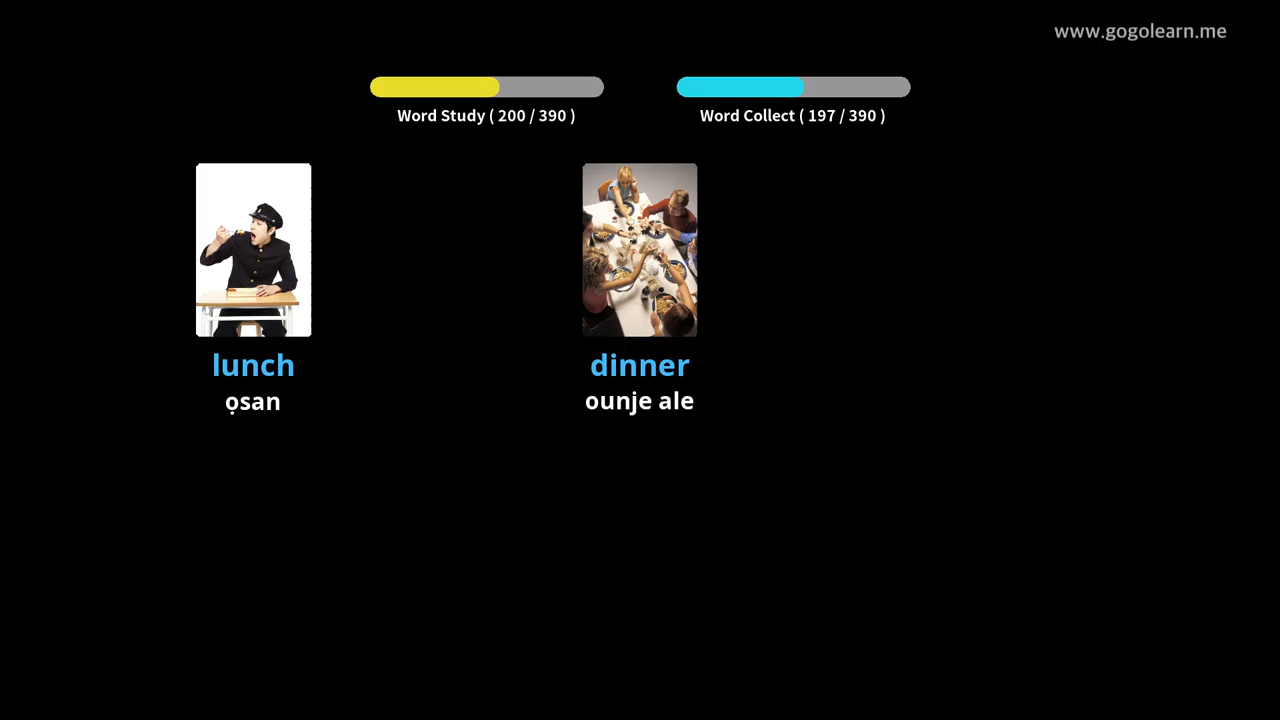 www.gogolearn.me
Word Study ( 200 / 390 )
Word Collect ( 197 / 390 )
lunch
ọsan
dinner
ounje ale